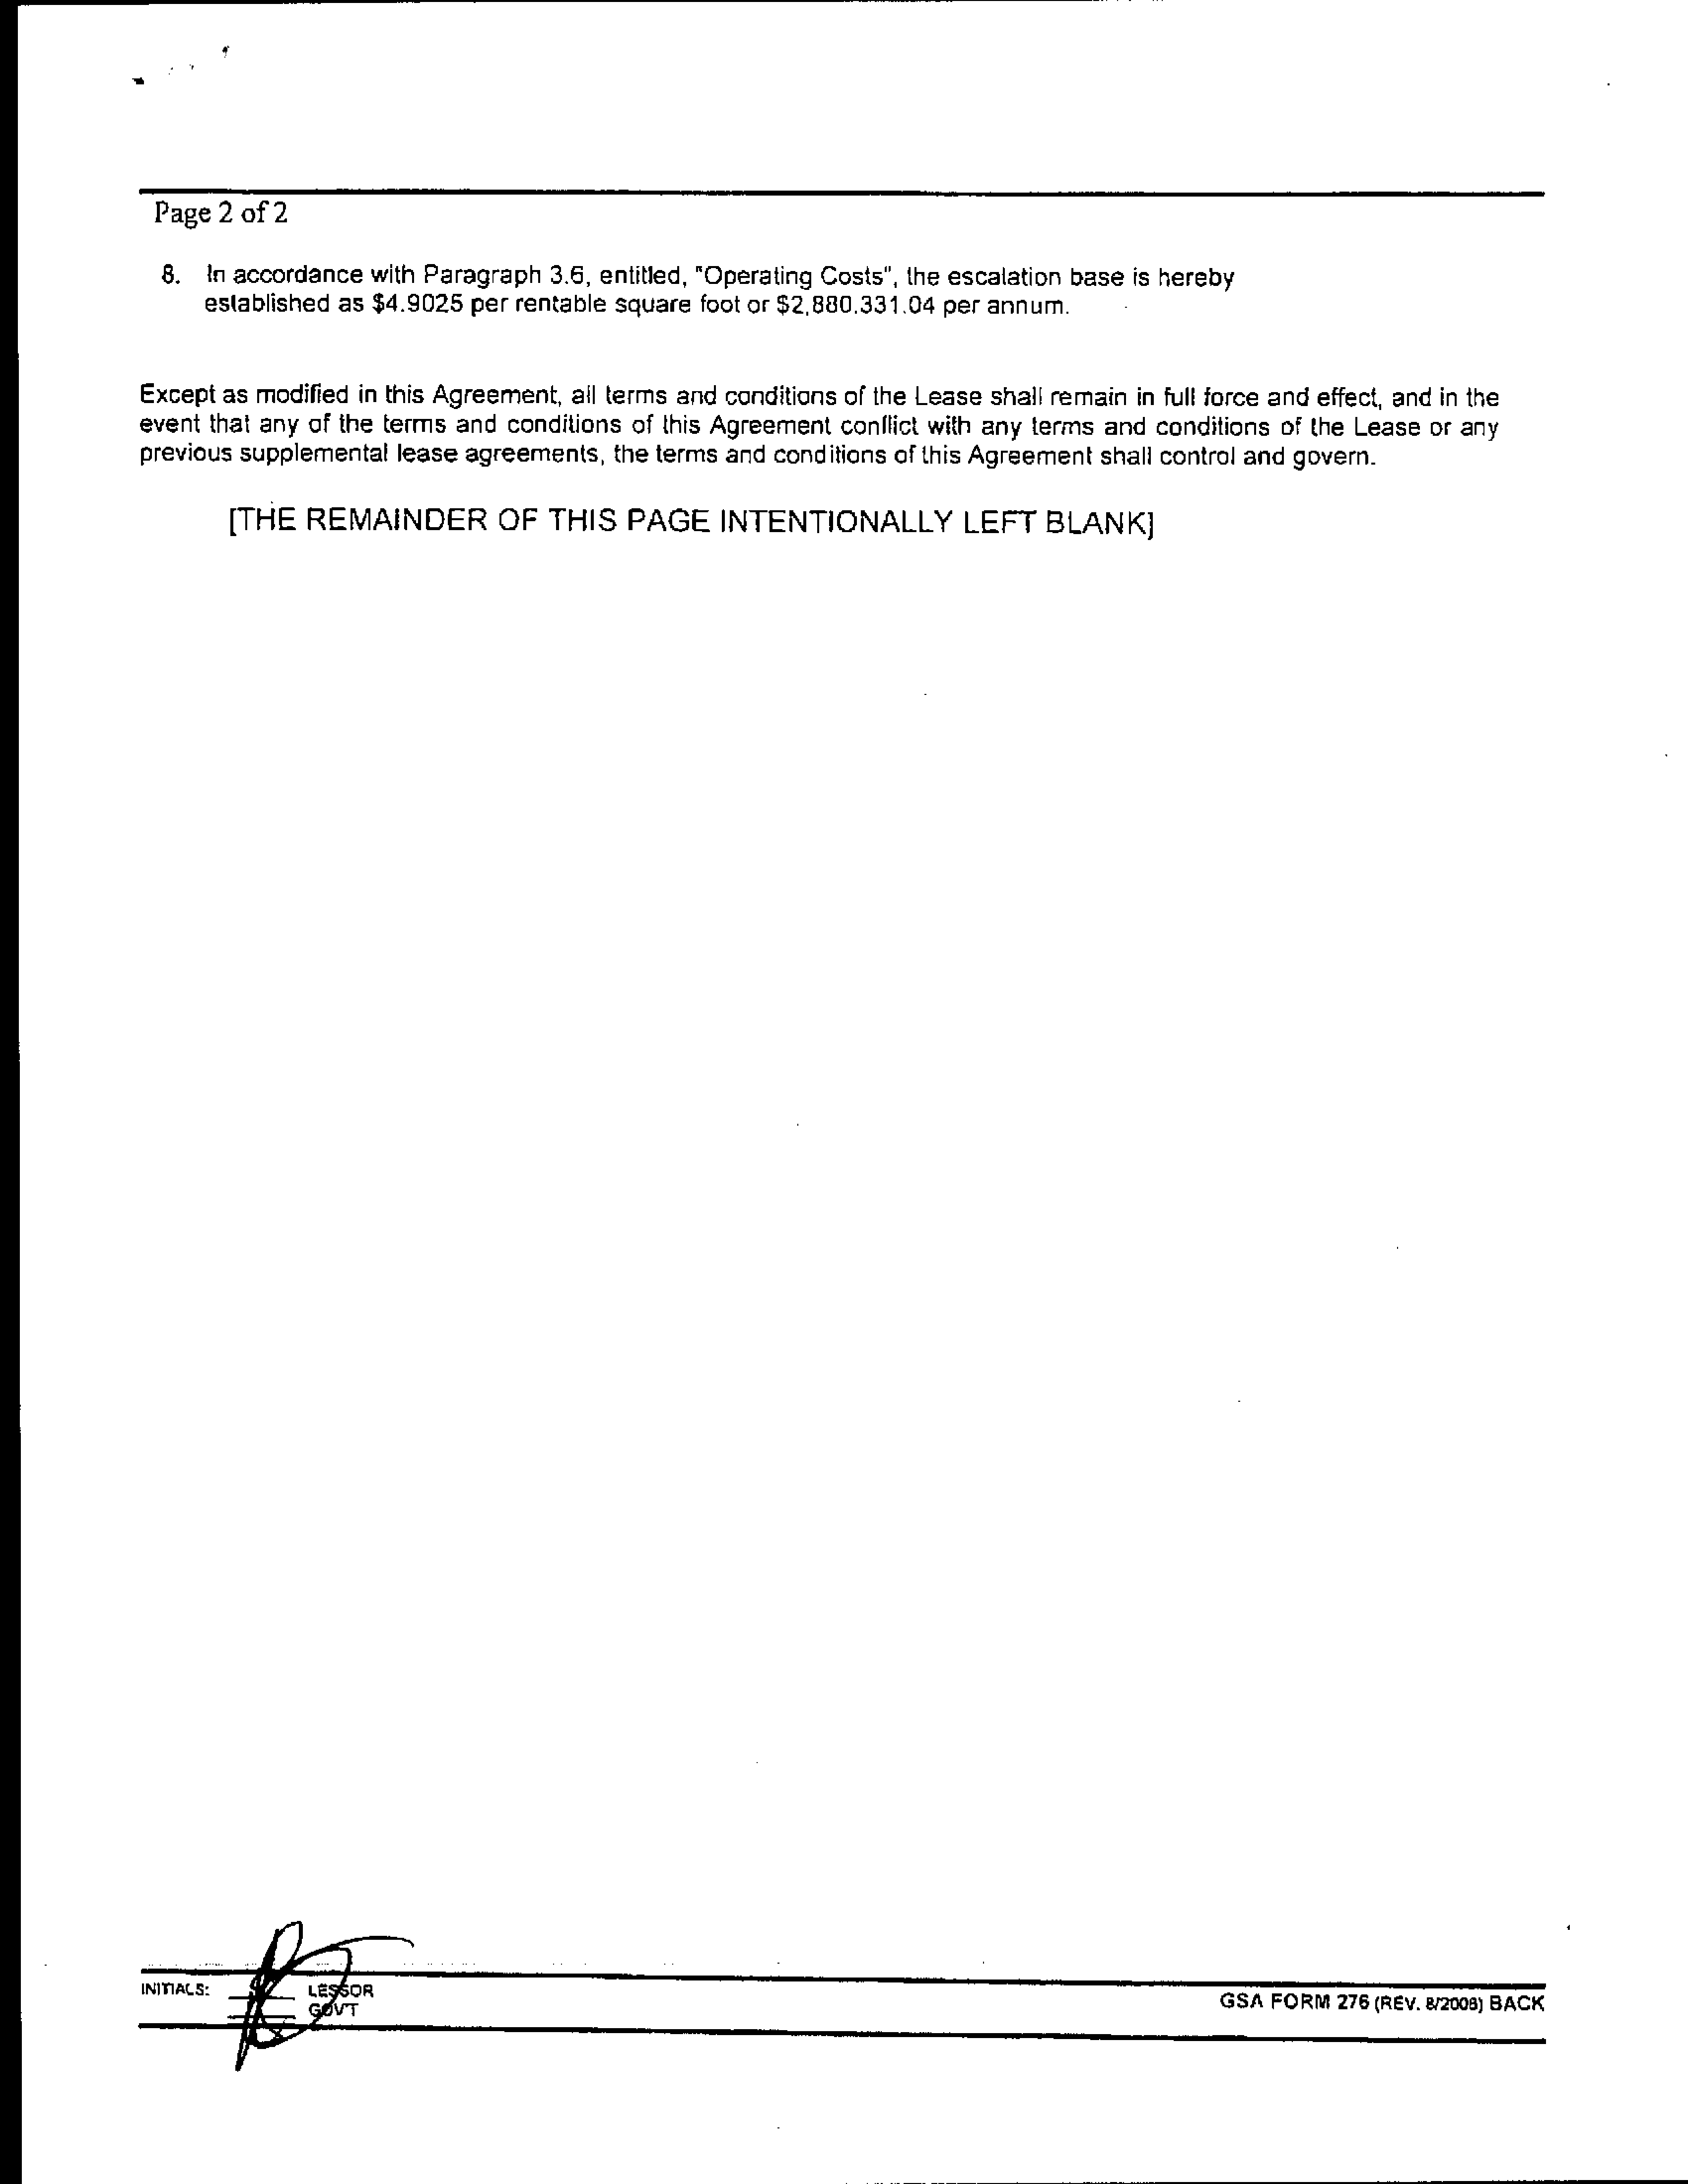 Page 2 of 2
8. In accordance with Paragraph 3.6, entitled, "Operating Costs", the escalation base is hereby
established as $4.9025 per rentable square foot or $2,880,331.04 per annum.
Except as modified in this Agreement, all terms and conditions of the Lease shall remain in full force and effect, and in the
event that any of the terms and conditions of this Agreement conflict with any terms and conditions of the Lease or any
previous supplemental lease agreements, the terms and conditions of this Agreement shall control and govern.
[THE REMAINDER OF THIS PAGE INTENTIONALLY LEFT BLANK]
INITIALS: LESSOR
GOV'T
GSA FORM 276 (REV. 8/2006) BACK